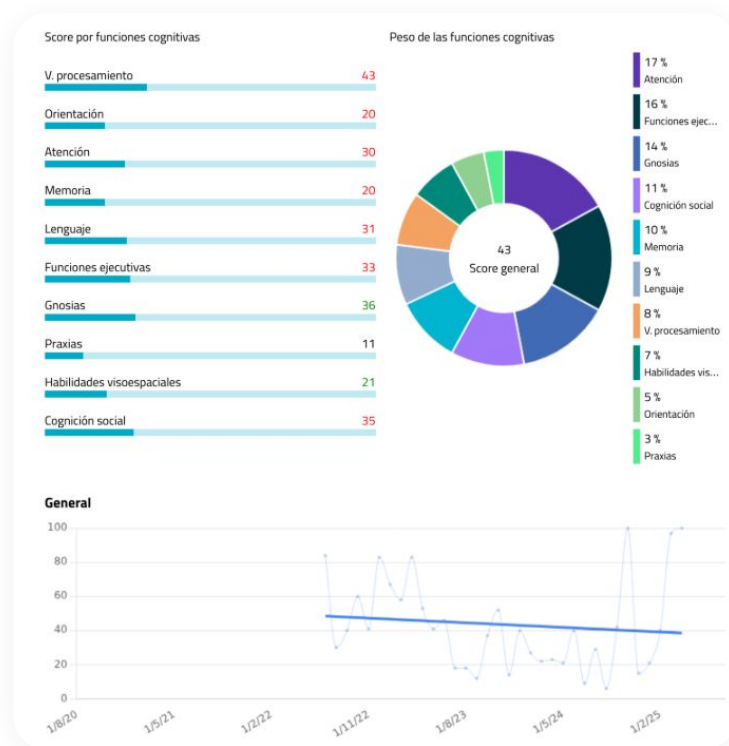 Score por funciones cognitivas
V. procesamiento 43
Orientación 20
Atención 30
Memoria 20
Lenguaje 31
Funciones ejecutivas 33
Gnosias 36
Praxias 11
Habilidades visoespaciales 21
Cognición social 35
Peso de las funciones cognitivas
43
Score general
17 %
Atención
16 %
Funciones ejec...
14 %
Gnosias
11 %
Cognición social
10 %
Memoria
9 %
Lenguaje
8 %
V. procesamiento
7 %
Habilidades vis...
5 %
Orientación
3 %
Praxias
General
100
80
60
40
20
0
1/8/20 1/5/21 1/2/22 1/11/22 1/8/23 1/5/24 1/2/25